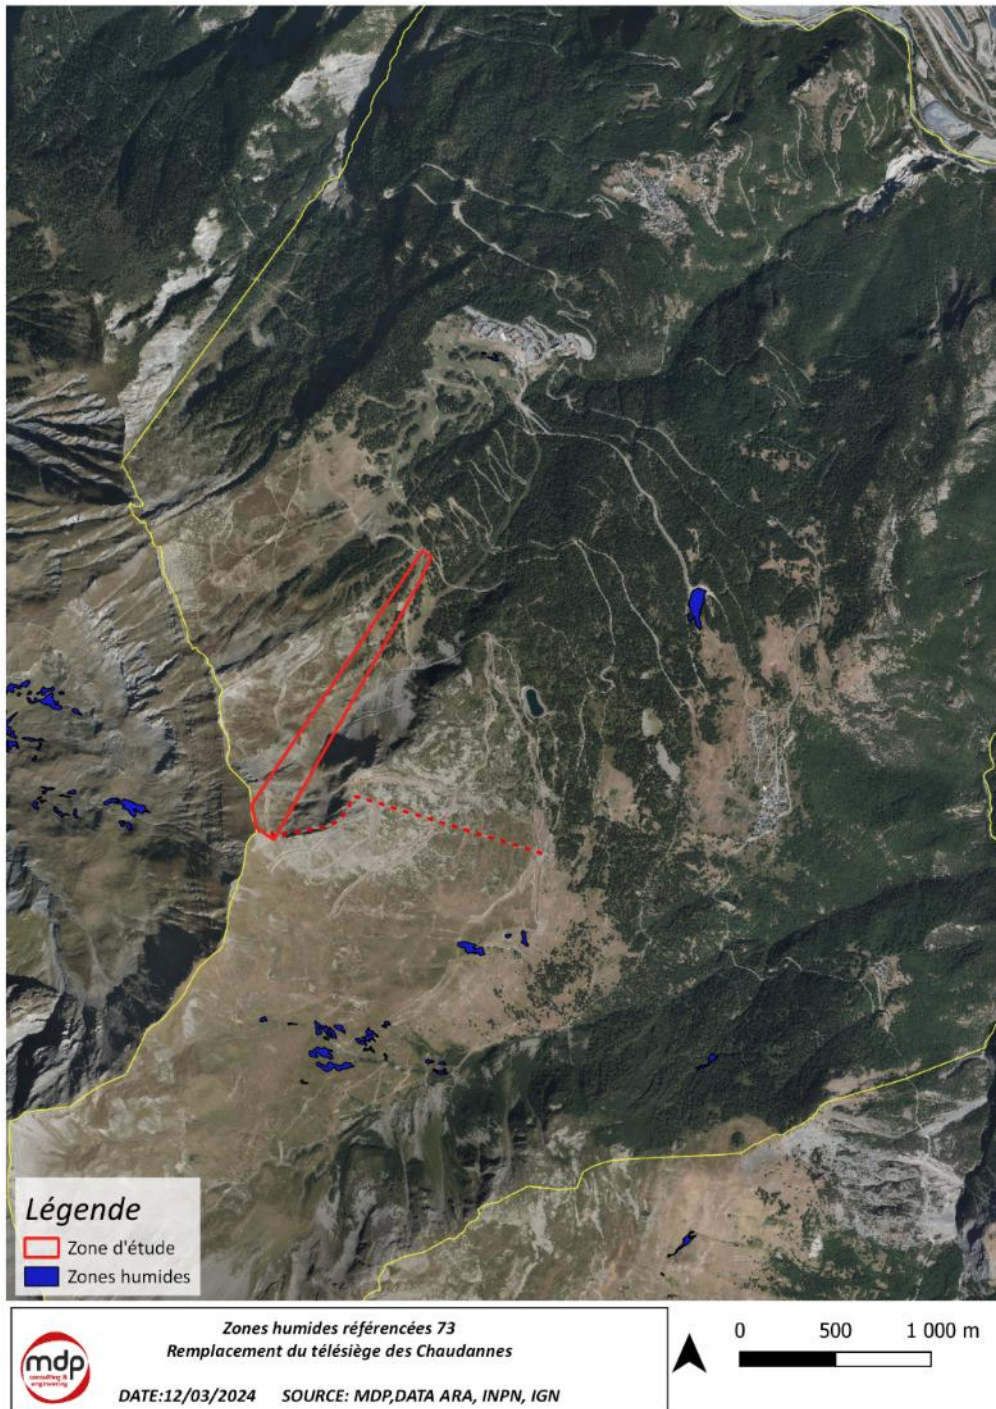 Légende
Zone d'étude
Zones humides
mdp
consulting &
engineering
Zones humides référencées 73
Remplacement du télésiège des Chaudannes
DATE:12/03/2024 SOURCE: MDP,DATA ARA, INPN, IGN
0 500 1 000 m